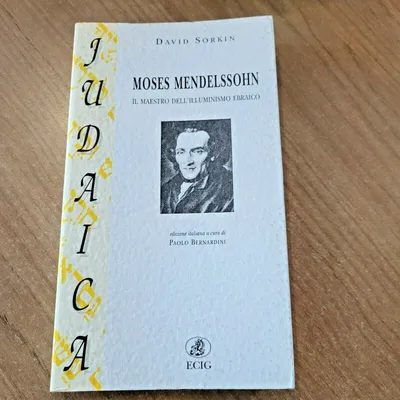 DAVID SORKIN
MOSES MENDELSSOHN
IL MAESTRO DELL'ILLUMINISMO EBRAICO
edizione italiana a cura di
PAOLO BERNARDINI
ECIG
JUDAICA